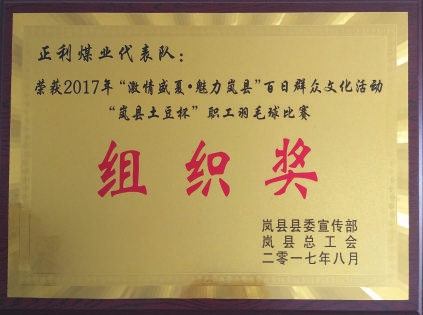 正利煤业代表队：
荣获2017年“激情盛夏·魅力岚县”百日群众文化活动
“岚县土豆杯”职工羽毛球比赛
组织奖
岚县县委宣传部
岚县总工会
二零一七年八月